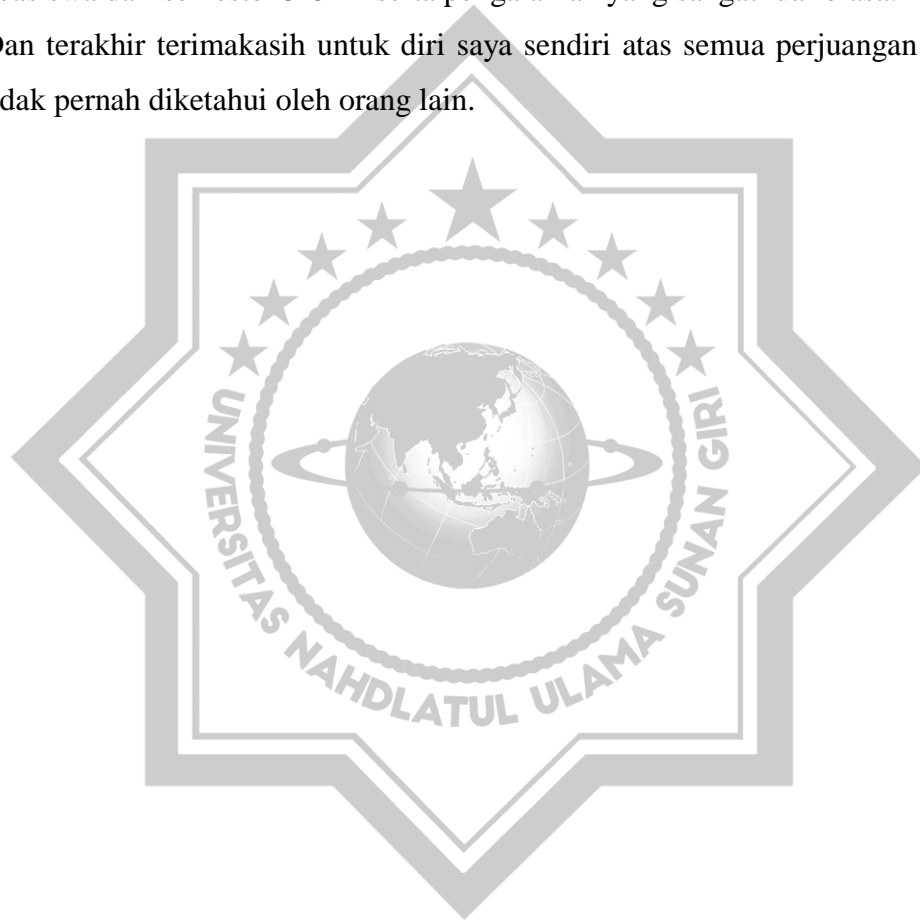 Dan terakhir terimakasih untuk diri saya sendiri atas semua perjuangan
dak pernah diketahui oleh orang lain.
UNIVERSITAS NAHDLATUL ULAMA SUNAN GIRI